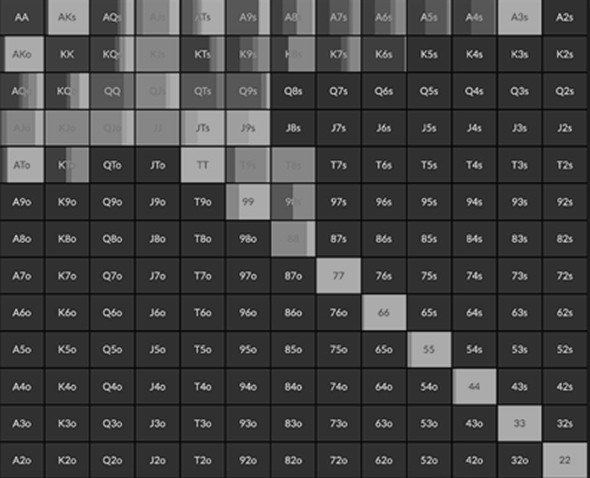 AA AKs AQs AJs ATs A9s A8s A7s A6s A5s A4s A3s A2s
AKo KK KQs KJs KTs K9s K8s K7s K6s K5s K4s K3s K2s
AQo KQo QQ QJs QTs Q9s Q8s Q7s Q6s Q5s Q4s Q3s Q2s
AJo KJo QJo JJ JTs J9s J8s J7s J6s J5s J4s J3s J2s
ATo KTo QTo JTo TT T9s T8s T7s T6s T5s T4s T3s T2s
A9o K9o Q9o J9o T9o 99 98s 97s 96s 95s 94s 93s 92s
A8o K8o Q8o J8o T8o 98o 88 87s 86s 85s 84s 83s 82s
A7o K7o Q7o J7o T7o 97o 87o 77 76s 75s 74s 73s 72s
A6o K6o Q6o J6o T6o 96o 86o 76o 66 65s 64s 63s 62s
A5o K5o Q5o J5o T5o 95o 85o 75o 65o 55 54s 53s 52s
A4o K4o Q4o J4o T4o 94o 84o 74o 64o 54o 44 43s 42s
A3o K3o Q3o J3o T3o 93o 83o 73o 63o 53o 43o 33 32s
A2o K2o Q2o J2o T2o 92o 82o 72o 62o 52o 42o 32o 22